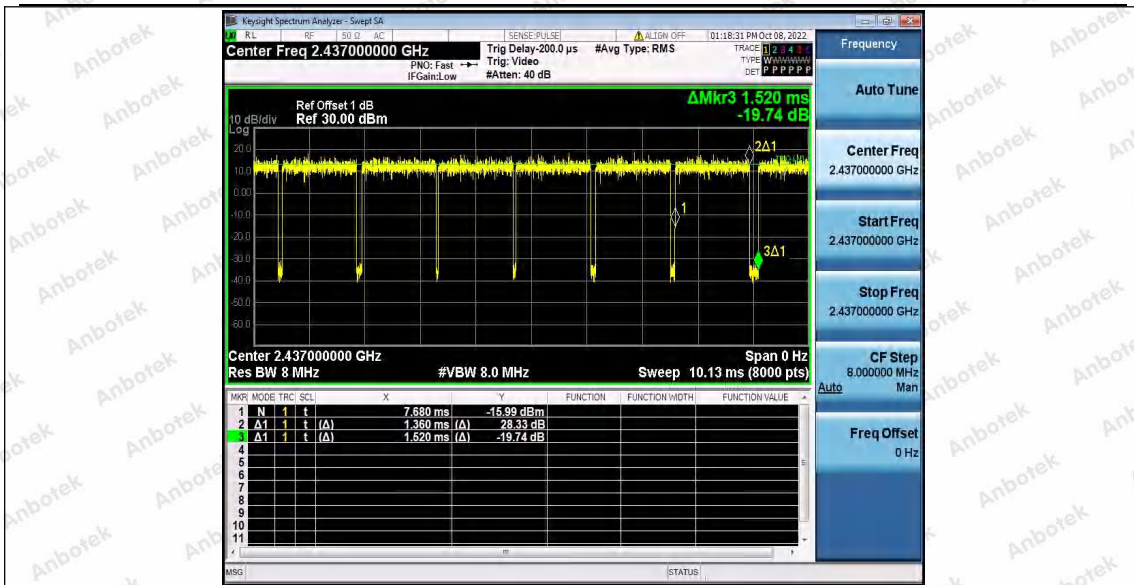 Keysight Spectrum Analyzer - Swept SA
RL RF 50 Ω AC SENSE:PULSE ALIGN OFF 01:18:31 PM Oct 08, 2022
Center Freq 2.437000000 GHz
PNO: Fast
IFGain:Low
Trig Delay-200.0 µs
Trig: Video
#Atten: 40 dB
#Avg Type: RMS
TRACE 1 2 3 4 5 6
TYPE WWWWWW
DET P P P P P P
ΔMkr3 1.520 ms
-19.74 dB
Ref Offset 1 dB
10 dB/div Ref 30.00 dBm
Log
20.0
10.0
0.00
-10.0
-20.0
-30.0
-40.0
-50.0
-60.0
2Δ1
1
3Δ1
Center 2.437000000 GHz Span 0 Hz
Res BW 8 MHz #VBW 8.0 MHz Sweep 10.13 ms (8000 pts)
MKR MODE TRC SCL X Y FUNCTION FUNCTION WIDTH FUNCTION VALUE
1 N 1 t 7.680 ms -15.99 dBm
2 Δ1 1 t (Δ) 1.360 ms (Δ) 28.33 dB
3 Δ1 1 t (Δ) 1.520 ms (Δ) -19.74 dB
4
5
6
7
8
9
10
11
MSG STATUS
Frequency
Auto Tune
Center Freq
2.437000000 GHz
Start Freq
2.437000000 GHz
Stop Freq
2.437000000 GHz
CF Step
8.000000 MHz
Auto Man
Freq Offset
0 Hz
Anbotek